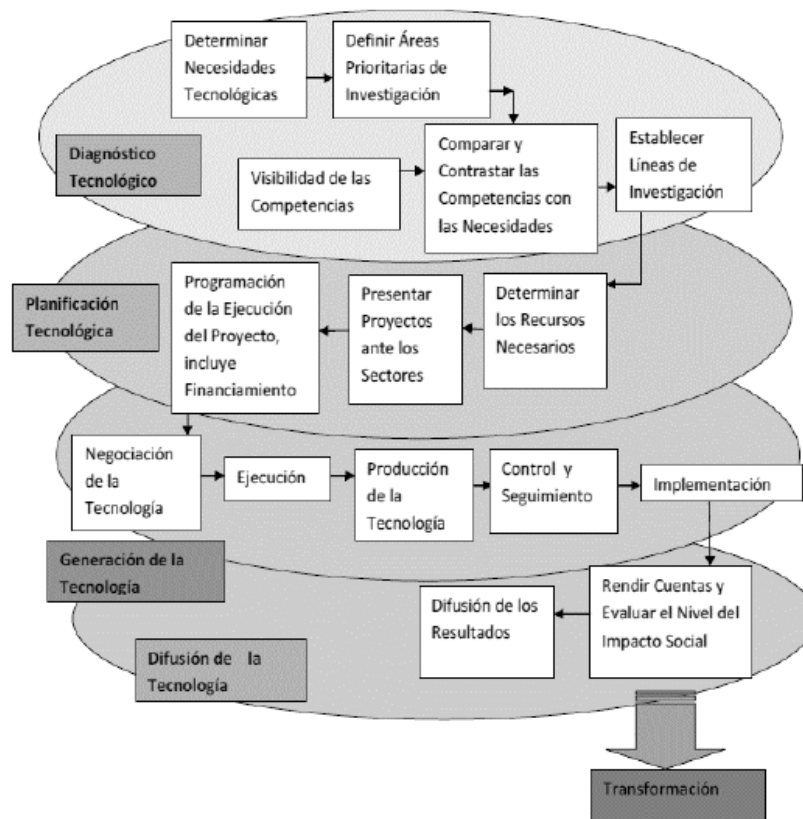 Determinar
Necesidades
Tecnológicas
Definir Áreas
Prioritarias de
Investigación
Diagnóstico
Tecnológico
Visibilidad de las
Competencias
Comparar y
Contrastar las
Competencias con
las Necesidades
Establecer
Líneas de
Investigación
Planificación
Tecnológica
Programación
de la Ejecución
del Proyecto,
incluye
Financiamiento
Presentar
Proyectos
ante los
Sectores
Determinar
los Recursos
Necesarios
Negociación
de la
Tecnología
Ejecución
Producción
de la
Tecnología
Control y
Seguimiento
Implementación
Generación de la
Tecnología
Difusión de los
Resultados
Rendir Cuentas y
Evaluar el Nivel del
Impacto Social
Difusión de la
Tecnología
Transformación